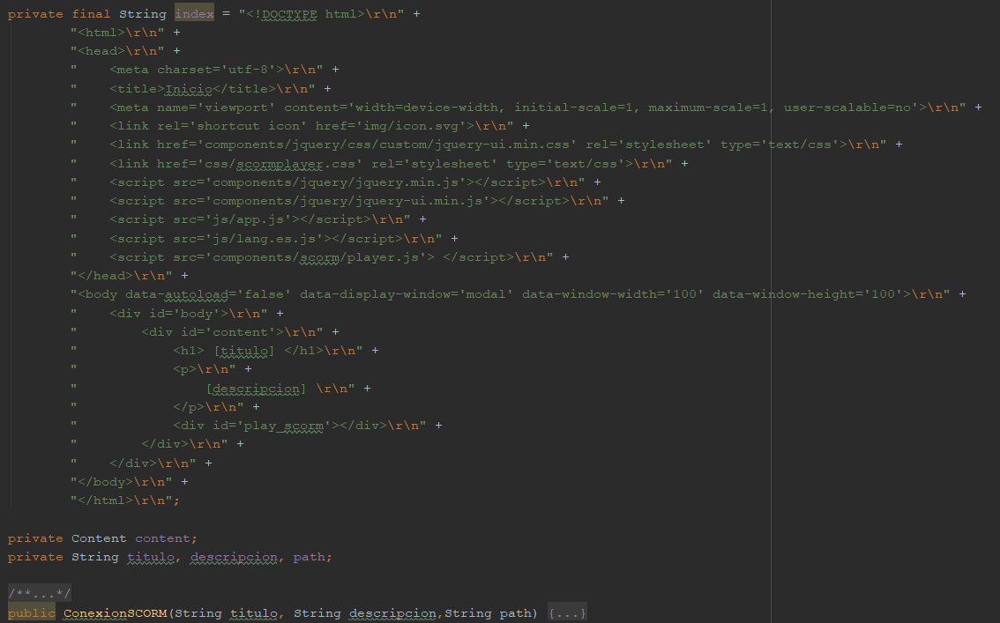 private final String index = "<!DOCTYPE html>\r\n" +
        "<html>\r\n" +
        "<head>\r\n" +
        "    <meta charset='utf-8'>\r\n" +
        "    <title>Inicio</title>\r\n" +
        "    <meta name='viewport' content='width=device-width, initial-scale=1, maximum-scale=1, user-scalable=no'>\r\n" +
        "    <link rel='shortcut icon' href='img/icon.svg'>\r\n" +
        "    <link href='components/jquery/css/custom/jquery-ui.min.css' rel='stylesheet' type='text/css'>\r\n" +
        "    <link href='css/scormplayer.css' rel='stylesheet' type='text/css'>\r\n" +
        "    <script src='components/jquery/jquery.min.js'></script>\r\n" +
        "    <script src='components/jquery/jquery-ui.min.js'></script>\r\n" +
        "    <script src='js/app.js'></script>\r\n" +
        "    <script src='js/lang.es.js'></script>\r\n" +
        "    <script src='components/scorm/player.js'> </script>\r\n" +
        "</head>\r\n" +
        "<body data-autoload='false' data-display-window='modal' data-window-width='100' data-window-height='100'>\r\n" +
        "    <div id='body'>\r\n" +
        "        <div id='content'>\r\n" +
        "            <h1> [titulo] </h1>\r\n" +
        "            <p>\r\n" +
        "                [descripcion] \r\n" +
        "            </p>\r\n" +
        "            <div id='play_scorm'></div>\r\n" +
        "        </div>\r\n" +
        "    </div>\r\n" +
        "</body>\r\n" +
        "</html>\r\n";
private Content content;
private String titulo, descripcion, path;
/**...*/
public ConexionSCORM(String titulo, String descripcion,String path) {...}